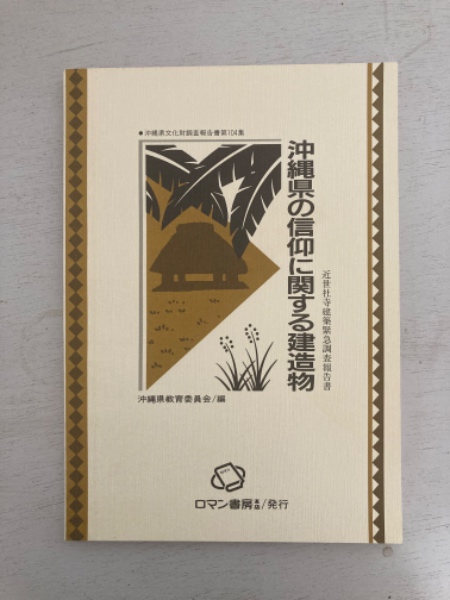 ●沖縄県文化財調査報告書第104集
沖縄県の信仰に関する建造物
近世社寺建築緊急調査報告書
沖縄県教育委員会/編
ロマン書房本店/発行